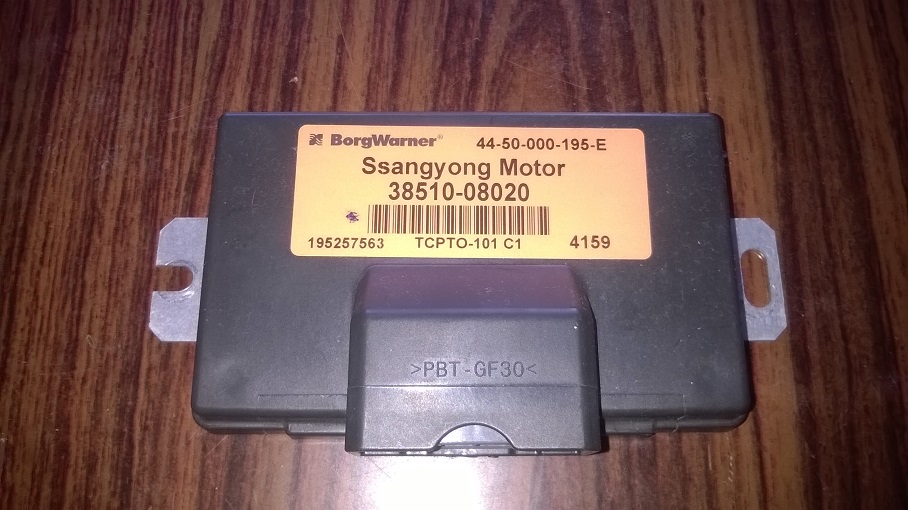 BorgWarner® 44-50-000-195-E
Ssangyong Motor
38510-08020
195257563 TCPTO-101 C1 4159
>PBT-GF30<